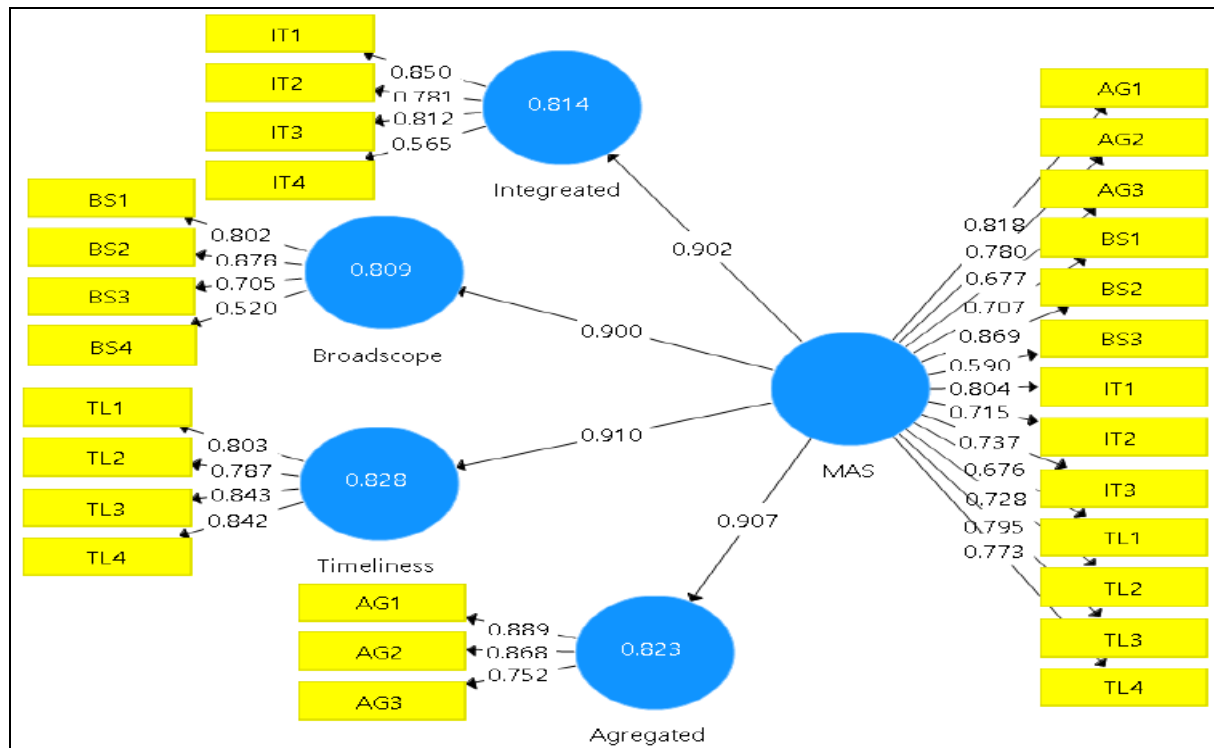 IT1
IT2
IT3
IT4
0.850
0.781
0.812
0.565
0.814
Integreated
BS1
BS2
BS3
BS4
0.802
0.878
0.705
0.520
0.809
Broadscope
TL1
TL2
TL3
TL4
0.803
0.787
0.843
0.842
0.828
Timeliness
AG1
AG2
AG3
0.889
0.868
0.752
0.823
Agregated
0.902
0.900
0.910
0.907
MAS
0.818
0.780
0.677
0.707
0.869
0.590
0.804
0.715
0.737
0.676
0.728
0.795
0.773
AG1
AG2
AG3
BS1
BS2
BS3
IT1
IT2
IT3
TL1
TL2
TL3
TL4